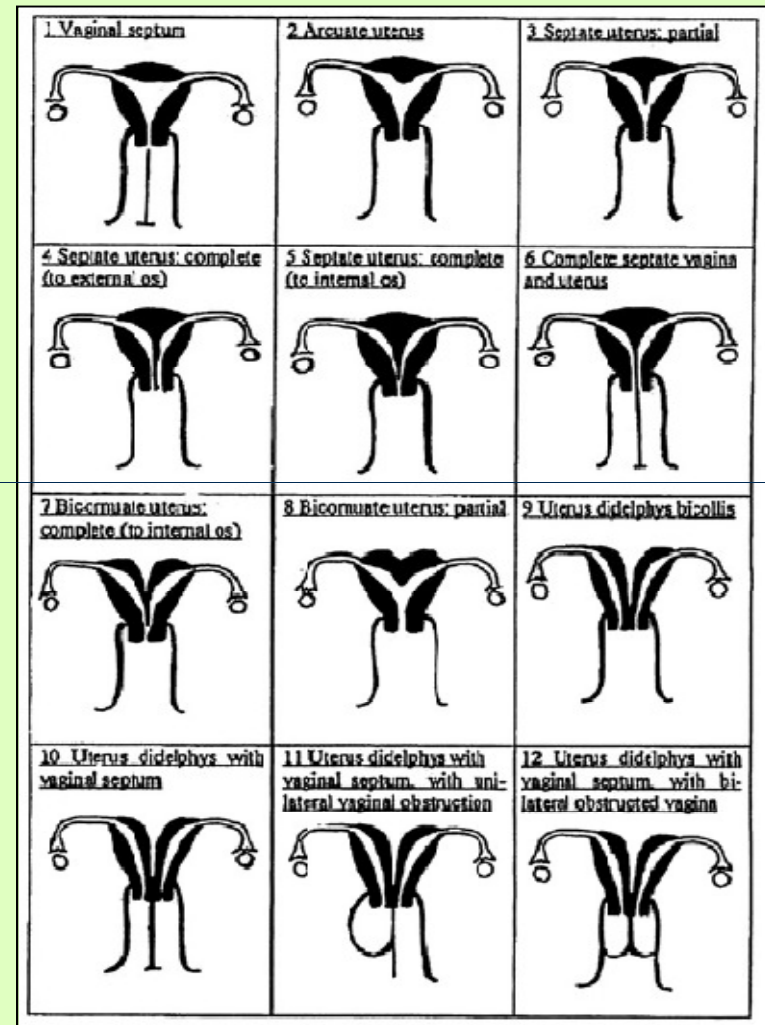 1 Vaginal septum
2 Arcuate uterus
3 Septate uterus: partial
4 Septate uterus: complete
(to external os)
5 Septate uterus: complete
(to internal os)
6 Complete septate vagina
and uterus
7 Bicornuate uterus:
complete (to internal os)
8 Bicornuate uterus: partial
9 Uterus didelphys bicollis
10 Uterus didelphys with
vaginal septum
11 Uterus didelphys with
vaginal septum, with uni-
lateral vaginal obstruction
12 Uterus didelphys with
vaginal septum, with bi-
lateral obstructed vagina